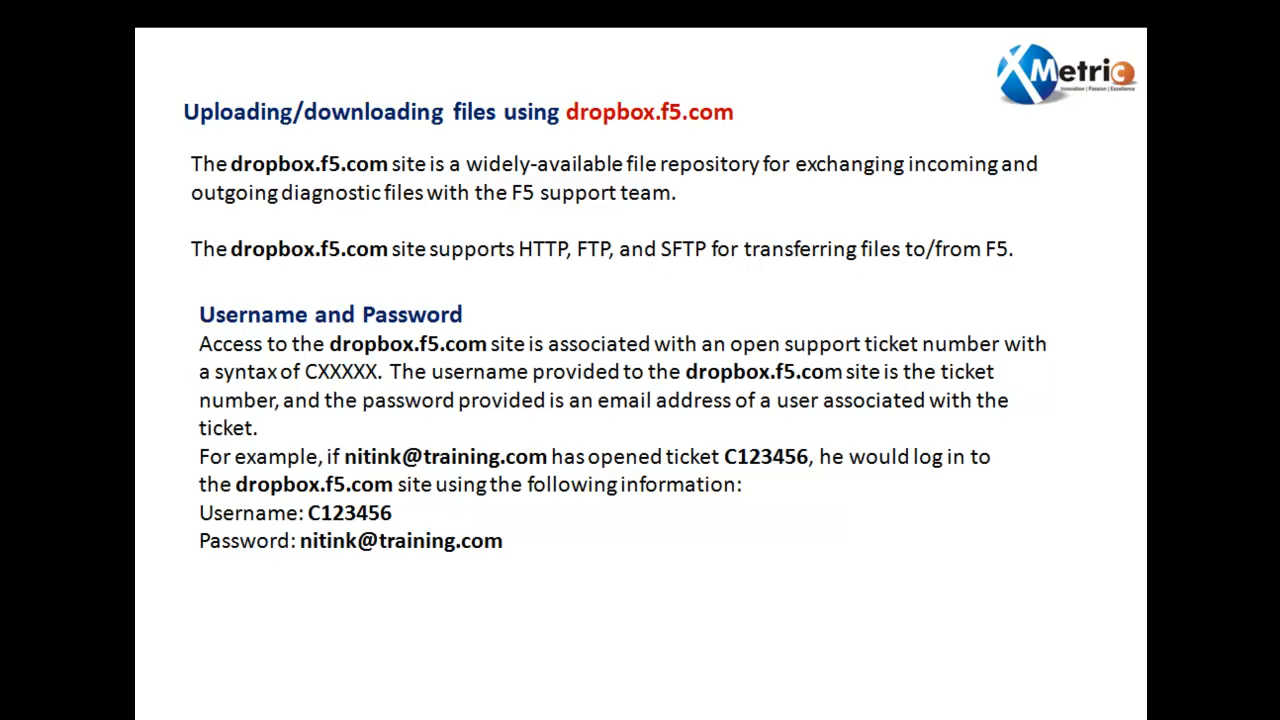 XMetric
Innovation | Passion | Excellence
Uploading/downloading files using dropbox.f5.com
The dropbox.f5.com site is a widely-available file repository for exchanging incoming and
outgoing diagnostic files with the F5 support team.
The dropbox.f5.com site supports HTTP, FTP, and SFTP for transferring files to/from F5.
Username and Password
Access to the dropbox.f5.com site is associated with an open support ticket number with
a syntax of CXXXXX. The username provided to the dropbox.f5.com site is the ticket
number, and the password provided is an email address of a user associated with the
ticket.
For example, if nitink@training.com has opened ticket C123456, he would log in to
the dropbox.f5.com site using the following information:
Username: C123456
Password: nitink@training.com